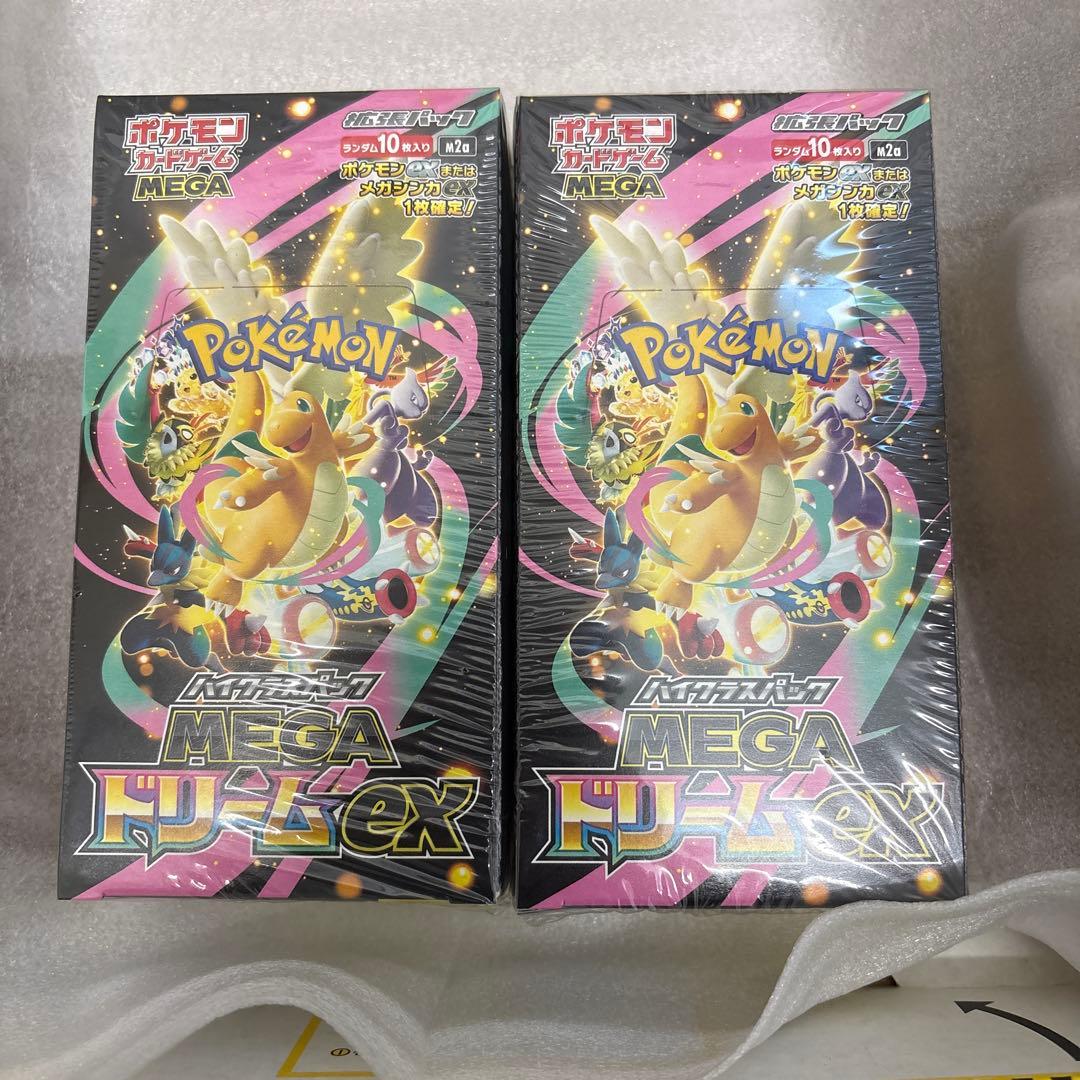 ポケモン
カードゲーム
MEGA
拡張パック
ランダム10枚入り M2a
ポケモンexまたは
メガシンカex
1枚確定!
POKéMON
TM
ハイクラスパック
MEGA
ドリームex
ポケモン
カードゲーム
MEGA
拡張パック
ランダム10枚入り M2a
ポケモンexまたは
メガシンカex
1枚確定!
POKéMON
TM
ハイクラスパック
MEGA
ドリームex
①